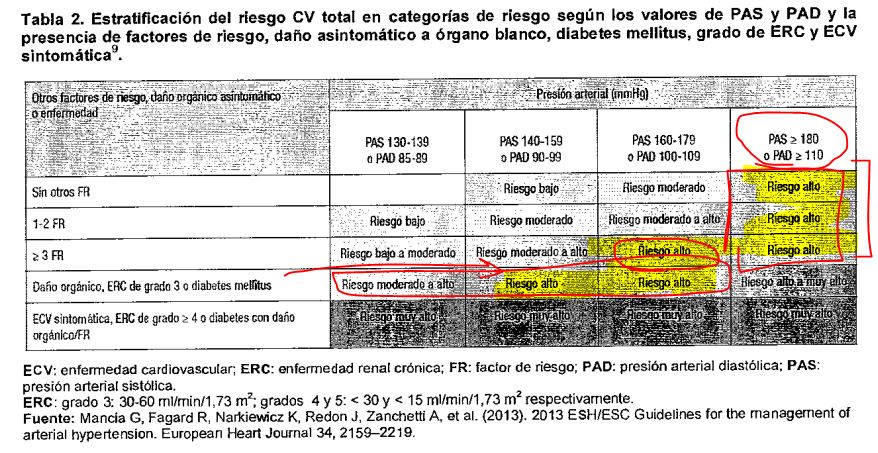 Tabla 2. Estratificación del riesgo CV total en categorías de riesgo según los valores de PAS y PAD y la
presencia de factores de riesgo, daño asintomático a órgano blanco, diabetes mellitus, grado de ERC y ECV
sintomática⁹.
Otros factores de riesgo, daño orgánico asintomático
o enfermedad
Presión arterial (mmHg)
PAS 130-139
o PAD 85-89
PAS 140-159
o PAD 90-99
PAS 160-179
o PAD 100-109
PAS ≥ 180
o PAD ≥ 110
Sin otros FR
Riesgo bajo
Riesgo moderado
Riesgo alto
1-2 FR
Riesgo bajo
Riesgo moderado
Riesgo moderado a alto
Riesgo alto
≥ 3 FR
Riesgo bajo a moderado
Riesgo moderado a alto
Riesgo alto
Riesgo alto
Daño orgánico, ERC de grado 3 o diabetes mellitus
Riesgo moderado a alto
Riesgo alto
Riesgo alto
Riesgo alto a muy alto
ECV sintomática, ERC de grado ≥ 4 o diabetes con daño
orgánico/FR
Riesgo muy alto
Riesgo muy alto
Riesgo muy alto
Riesgo muy alto
ECV: enfermedad cardiovascular; ERC: enfermedad renal crónica; FR: factor de riesgo; PAD: presión arterial diastólica; PAS:
presión arterial sistólica.
ERC: grado 3: 30-60 ml/min/1,73 m²; grados 4 y 5: < 30 y < 15 ml/min/1,73 m² respectivamente.
Fuente: Mancia G, Fagard R, Narkiewicz K, Redon J, Zanchetti A, et al. (2013). 2013 ESH/ESC Guidelines for the management of
arterial hypertension. European Heart Journal 34, 2159–2219.